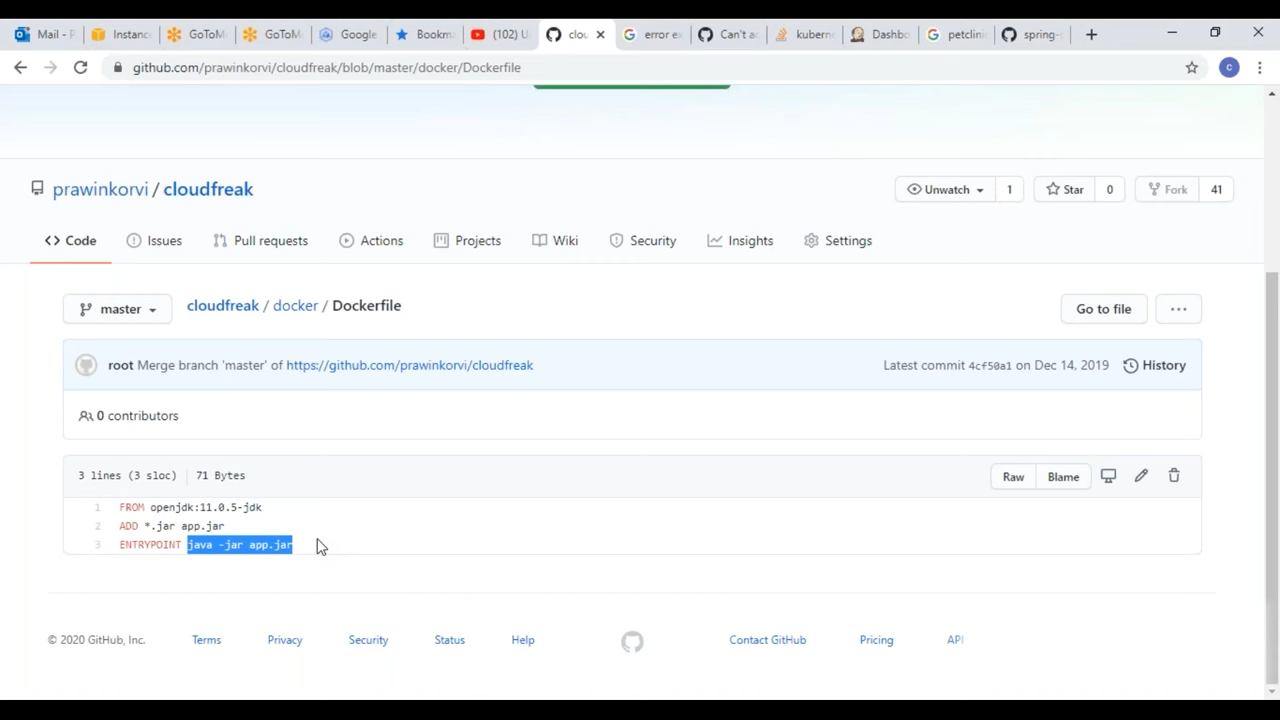 Mail - P
Instanc
GoToMe
GoToMe
Google
Bookm
(102) U
clou
error ex
Can't ac
kuberne
Dashbo
petclini
spring-
github.com/prawinkorvi/cloudfreak/blob/master/docker/Dockerfile
c
prawinkorvi / cloudfreak
Unwatch 1
Star 0
Fork 41
Code
Issues
Pull requests
Actions
Projects
Wiki
Security
Insights
Settings
master
cloudfreak / docker / Dockerfile
Go to file
...
root Merge branch 'master' of https://github.com/prawinkorvi/cloudfreak
Latest commit 4cf50a1 on Dec 14, 2019
History
0 contributors
3 lines (3 sloc) 71 Bytes
Raw
Blame
1 FROM openjdk:11.0.5-jdk
2 ADD *.jar app.jar
3 ENTRYPOINT java -jar app.jar
© 2020 GitHub, Inc.
Terms
Privacy
Security
Status
Help
Contact GitHub
Pricing
API